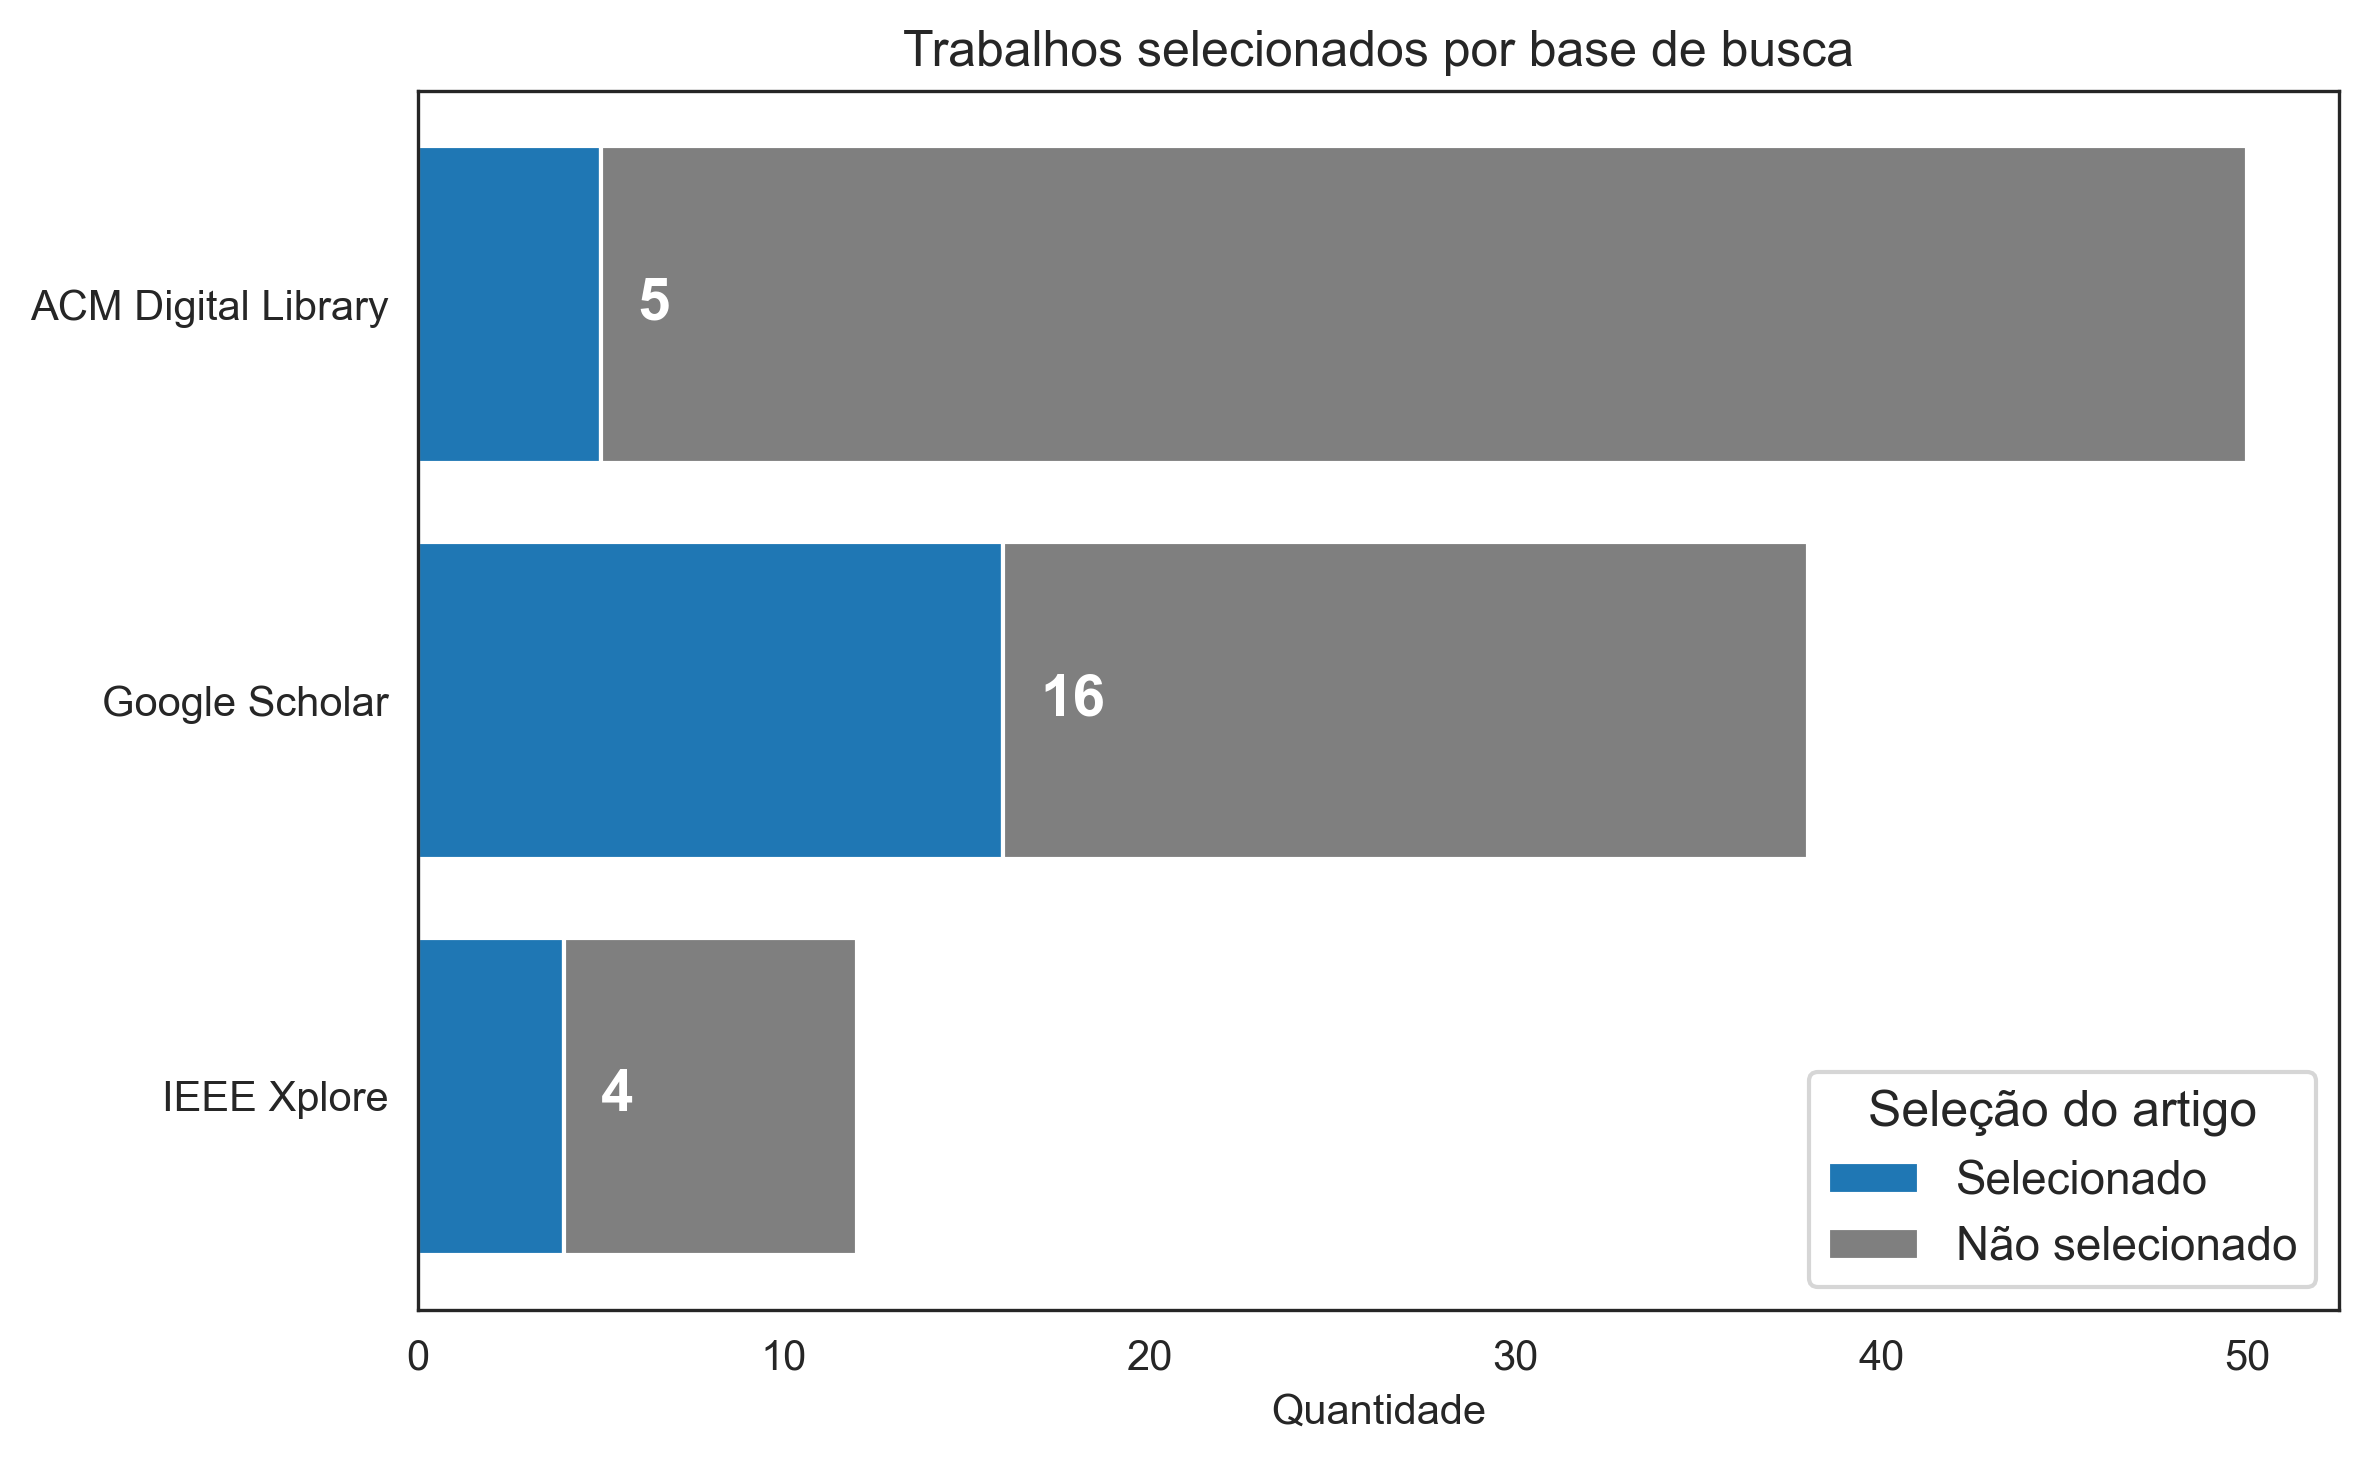 Trabalhos selecionados por base de busca
ACM Digital Library
5
Google Scholar
16
IEEE Xplore
4
Seleção do artigo
Selecionado
Não selecionado
0 10 20 30 40 50
Quantidade